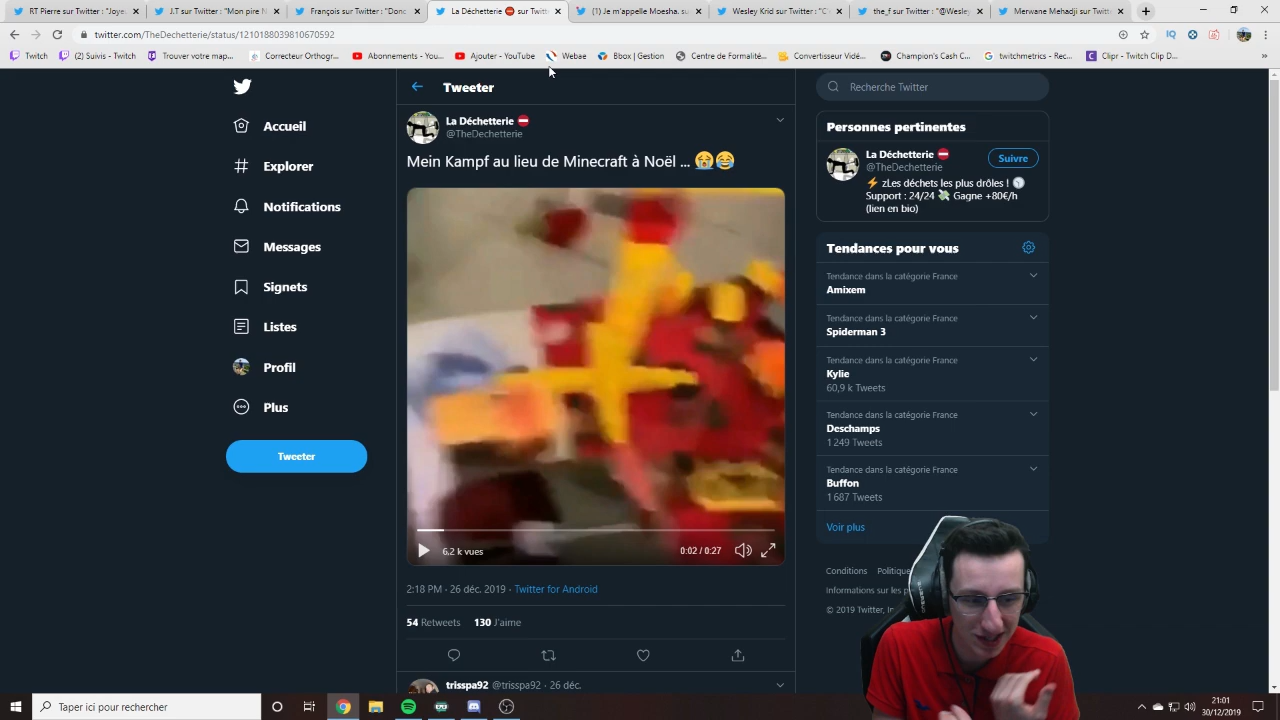 RT Pierre sur Twitter: "Joye
T Jay sur Twitter: "Monpire N
François sur Twitter: "Donc
La Déchetterie ⛔ sur Twitt
(1) Je m'appelle Moesha. su
Wesley Krid sur Twitter: "C
T. sur Twitter: "@Wesley
Merwane Mehadji sur Twitter:
twitter.com/TheDechetterie/status/1210188039810670592
Twitch
(2) Suivis - Twitch
Trouver votre map...
Correcteur Orthogr...
Abonnements - You...
Ajouter - YouTube
Webae
Bbox | Gestion
Centre de Formalité...
Convertisseur Vidé...
Champion's Cash C...
twitmetrics - Rec...
Clipr - Twitch Clip D...
Tweeter
Recherche Twitter
Accueil
Explorer
Notifications
Messages
Signets
Listes
Profil
Plus
Tweeter
La Déchetterie ⛔
@TheDechetterie
Mein Kampf au lieu de Minecraft à Noël ... 😭😂
6,2 k vues
0:02 / 0:27
2:18 PM · 26 déc. 2019 · Twitter for Android
54 Retweets 130 J'aime
trisspa92 @trisspa92 · 26 déc.
Personnes pertinentes
La Déchetterie ⛔
@TheDechetterie
Suivre
⚡ zLes déchets les plus drôles !
Support : 24/24 💸 Gagne +80€/h
(lien en bio)
Tendances pour vous
Tendance dans la catégorie France
Amixem
Tendance dans la catégorie France
Spiderman 3
Tendance dans la catégorie France
Kylie
60,9 k Tweets
Tendance dans la catégorie France
Deschamps
1 249 Tweets
Tendance dans la catégorie France
Buffon
1 687 Tweets
Voir plus
Conditions Politique
Informations sur les p
© 2019 Twitter, In
Taper ici pour rechercher
21:01
30/12/2019